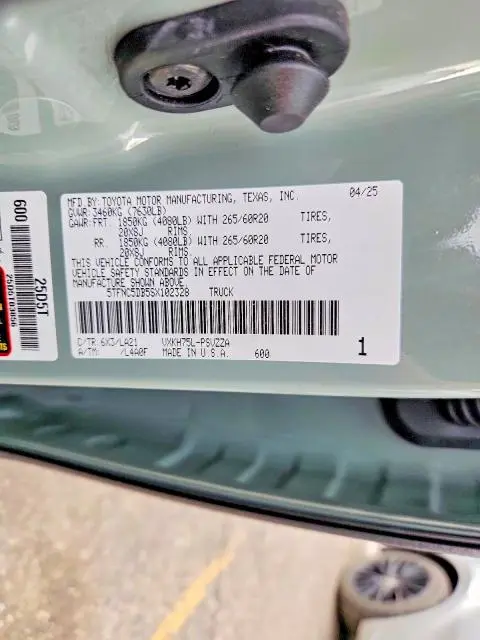 MFD.BY:TOYOTA MOTOR MANUFACTURING, TEXAS, INC. 04/25
GVWR:3460KG (7630LB)
GAWR:FRT. 1850KG (4080LB) WITH 265/60R20 TIRES,
20X8J RIMS
RR. 1850KG (4080LB) WITH 265/60R20 TIRES,
20X8J RIMS
THIS VEHICLE CONFORMS TO ALL APPLICABLE FEDERAL MOTOR
VEHICLE SAFETY STANDARDS IN EFFECT ON THE DATE OF
MANUFACTURE SHOWN ABOVE.
5TFNC5DB5SX102328 TRUCK
C/TR:6X3/LA21 VXKH75L-PSVZZA
A/TM: /L4A0F MADE IN U.S.A. 600 1
600
2SD5T